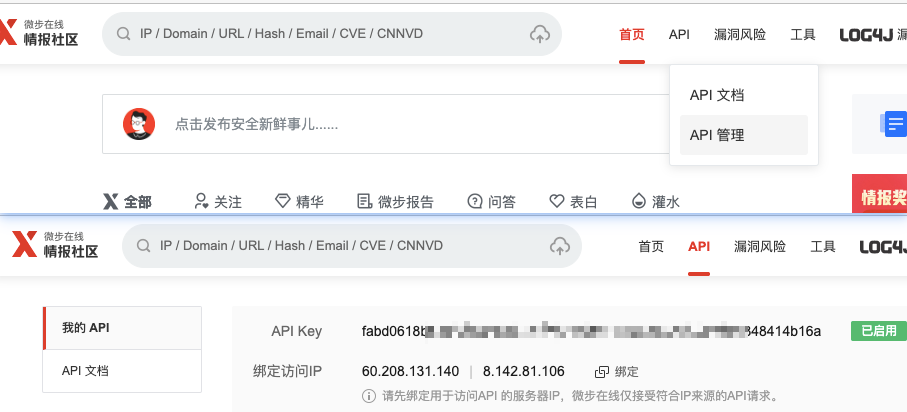 微步在线
情报社区
IP / Domain / URL / Hash / Email / CVE / CNNVD
首页 API 漏洞风险 工具 LOG4J 漏
API 文档
点击发布安全新鲜事儿......
API 管理
全部 关注 精华 微步报告 问答 表白 灌水
情报奖
微步在线
情报社区
IP / Domain / URL / Hash / Email / CVE / CNNVD
首页 API 漏洞风险 工具 LOG4J
我的 API
API Key fabd0618 848414b16a 已启用
API 文档
绑定访问IP 60.208.131.140 | 8.142.81.106 绑定
请先绑定用于访问API 的服务器IP，微步在线仅接受符合IP来源的API请求。